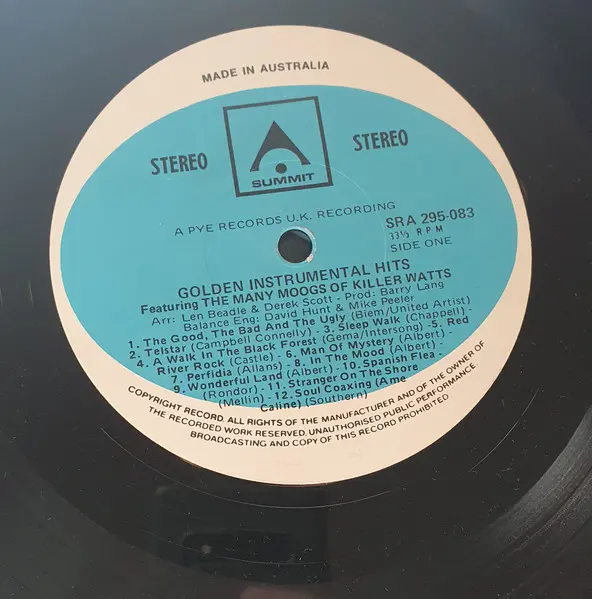 MADE IN AUSTRALIA
STEREO
STEREO
SUMMIT
A PYE RECORDS U.K. RECORDING
SRA 295-083
33⅓ R.P.M
SIDE ONE
GOLDEN INSTRUMENTAL HITS
Featuring THE MANY MOOGS OF KILLER WATTS
Arr: Len Beadle & Derek Scott - Prod: Barry Lang
Balance Eng: David Hunt & Mike Peeler
1. The Good, The Bad And The Ugly (Biem/United Artist)
2. Telstar (Campbell Connelly) - 3. Sleep Walk (Chappell) -
4. A Walk In The Black Forest (Gema/Intersong) - 5. Red
River Rock (Castle) - 6. Man Of Mystery (Albert) -
7. Perfidia (Allans) - 8. In The Mood (Albert) -
9. Wonderful Land (Albert) - 10. Spanish Flea -
(Rondor) - 11. Stranger On The Shore
(Mellin) - 12. Soul Coaxing (Ame
Caline) (Southern)
COPYRIGHT RECORD. ALL RIGHTS OF THE MANUFACTURER AND OF THE OWNER OF
THE RECORDED WORK RESERVED. UNAUTHORISED PUBLIC PERFORMANCE.
BROADCASTING AND COPY OF THIS RECORD PROHIBITED